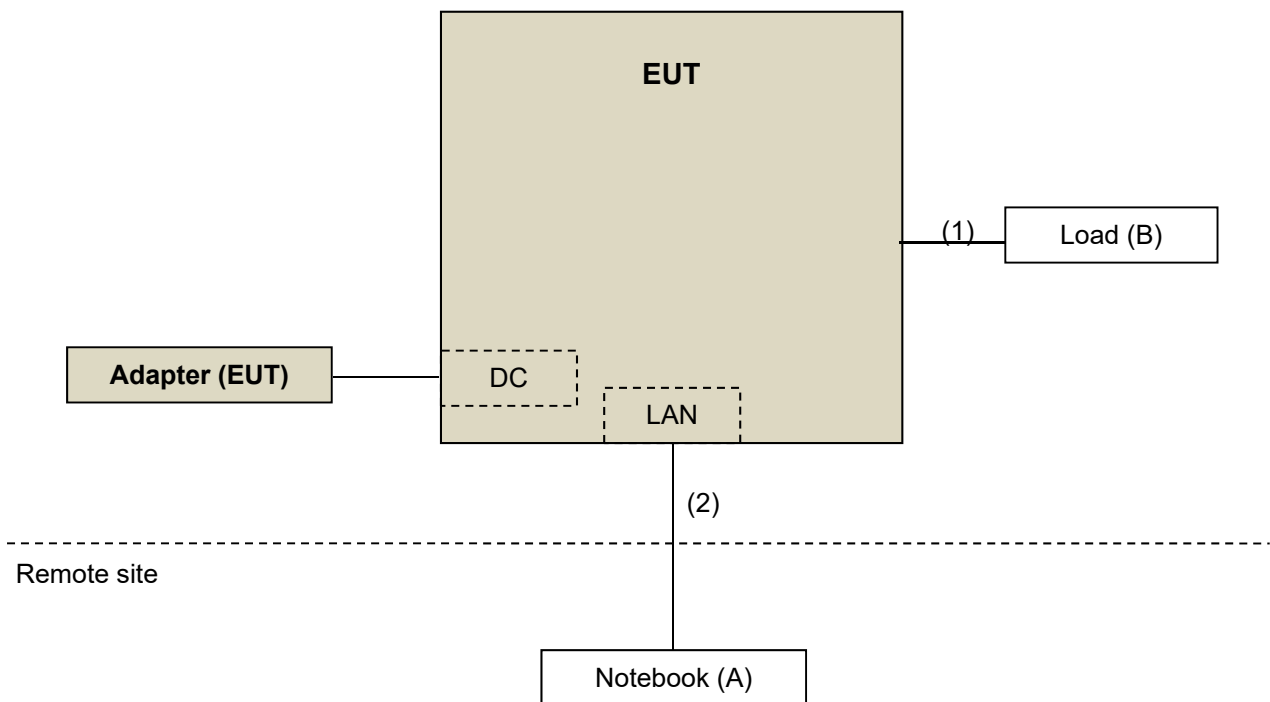 EUT
(1)
Load (B)
Adapter (EUT)
DC
LAN
(2)
Remote site
Notebook (A)